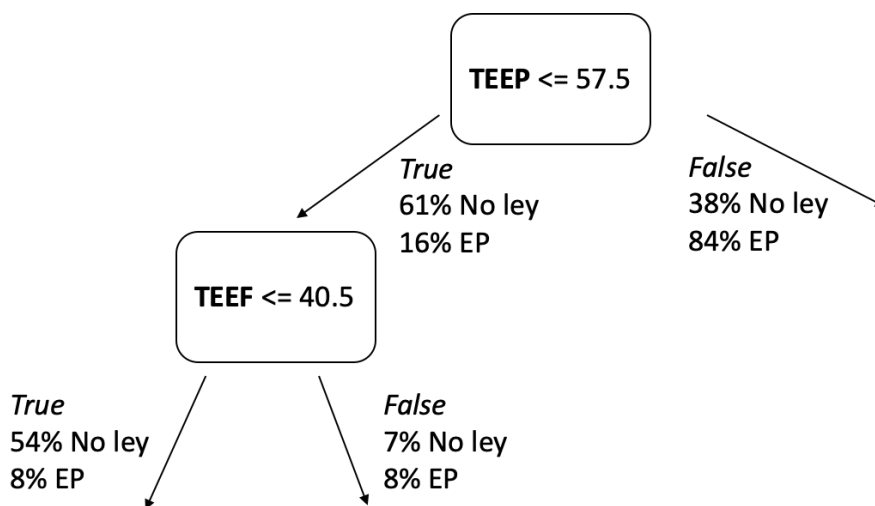 TEEP <= 57.5
True
61% No ley
16% EP
False
38% No ley
84% EP
TEEF <= 40.5
True
54% No ley
8% EP
False
7% No ley
8% EP